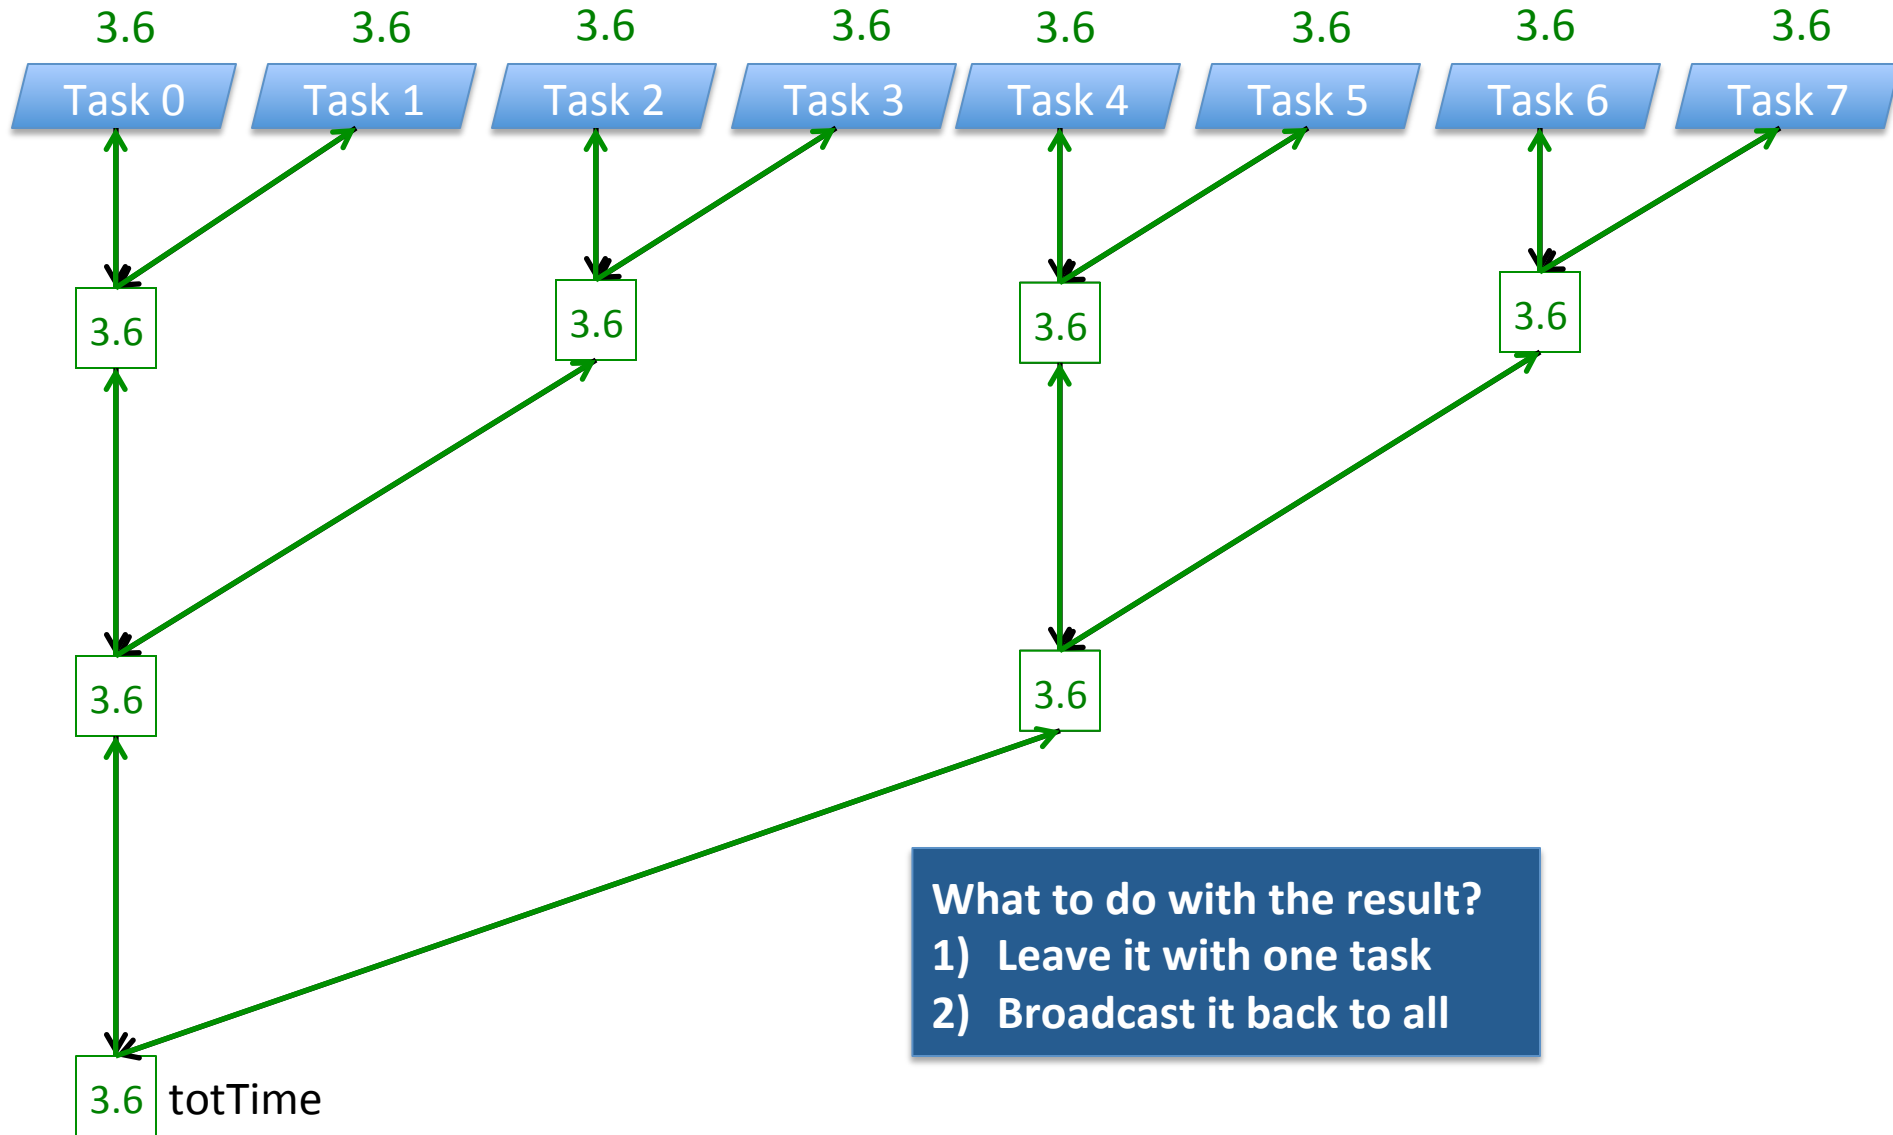 3.6 3.6 3.6 3.6 3.6 3.6 3.6 3.6
Task 0 Task 1 Task 2 Task 3 Task 4 Task 5 Task 6 Task 7
3.6 3.6 3.6 3.6
3.6 3.6
What to do with the result?
1) Leave it with one task
2) Broadcast it back to all
3.6 totTime